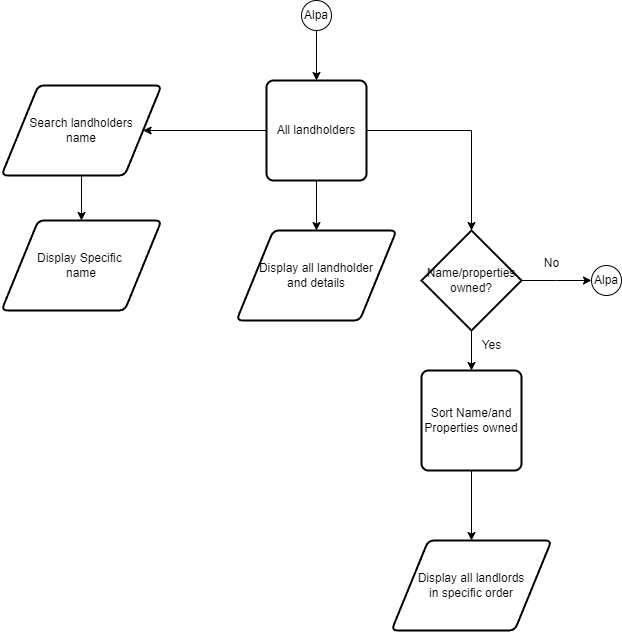 Alpa
All landholders
Search landholders
name
Display Specific
name
Display all landholder
and details
Name/properties
owned?
No
Alpa
Yes
Sort Name/and
Properties owned
Display all landlords
in specific order